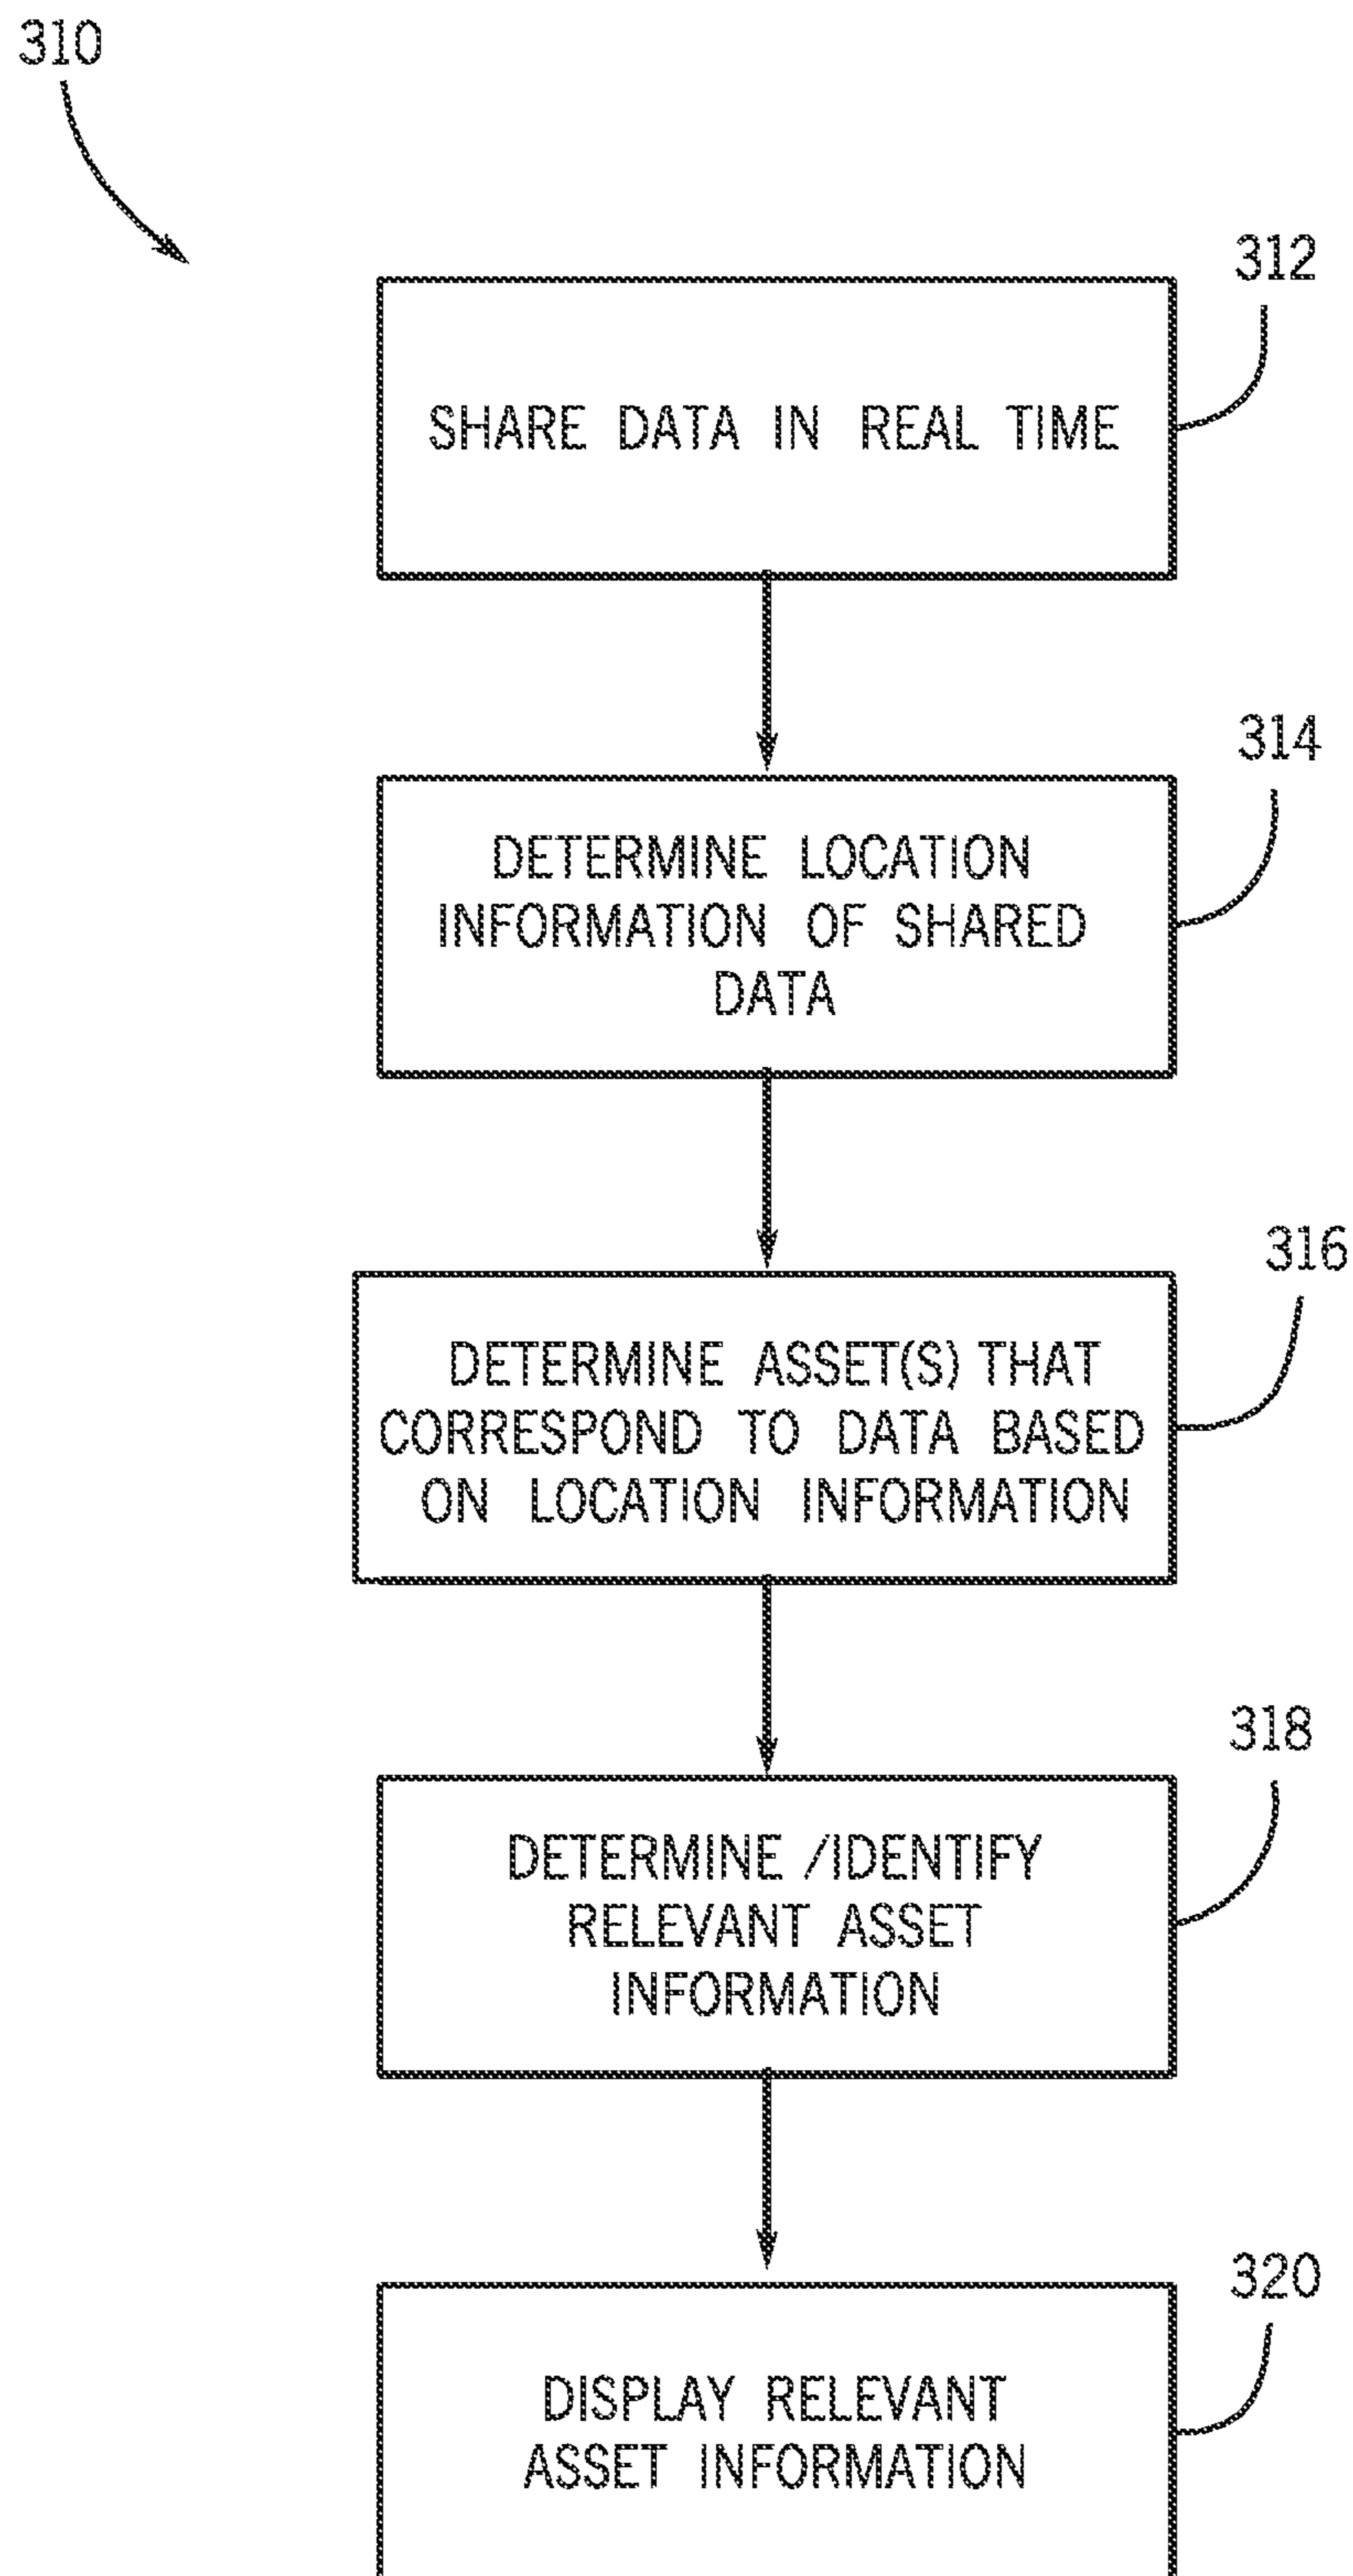 310
312
SHARE DATA IN REAL TIME
314
DETERMINE LOCATION
INFORMATION OF SHARED
DATA
316
DETERMINE ASSET(S) THAT
CORRESPOND TO DATA BASED
ON LOCATION INFORMATION
318
DETERMINE /IDENTIFY
RELEVANT ASSET
INFORMATION
320
DISPLAY RELEVANT
ASSET INFORMATION